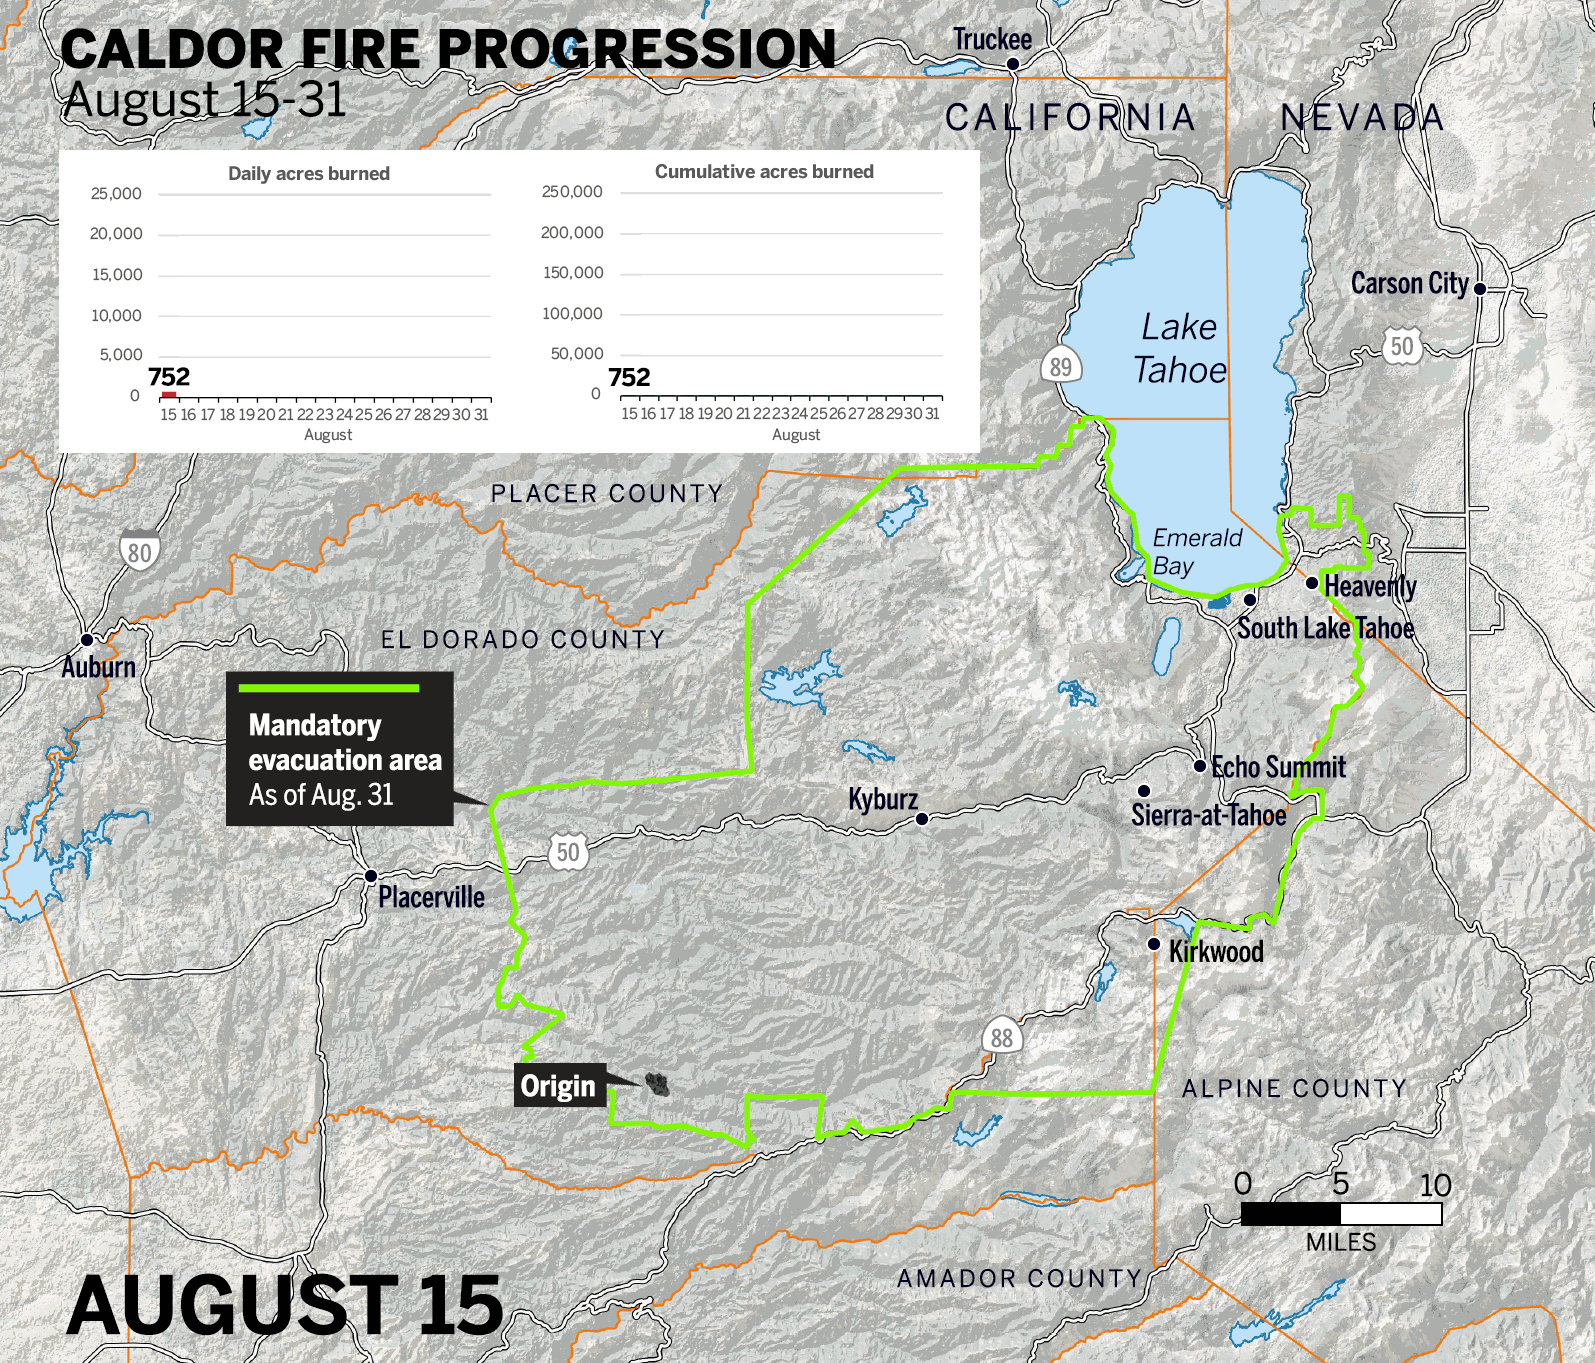 CALDOR FIRE PROGRESSION
August 15-31
Daily acres burned
25,000
20,000
15,000
10,000
5,000
752
0
15 16 17 18 19 20 21 22 23 24 25 26 27 28 29 30 31
August
Cumulative acres burned
250,000
200,000
150,000
100,000
50,000
752
0
15 16 17 18 19 20 21 22 23 24 25 26 27 28 29 30 31
August
Truckee
CALIFORNIA
NEVADA
Carson City
Lake
Tahoe
50
89
PLACER COUNTY
80
Emerald
Bay
Heavenly
South Lake Tahoe
EL DORADO COUNTY
Auburn
Mandatory
evacuation area
As of Aug. 31
Echo Summit
Kyburz
Sierra-at-Tahoe
50
Placerville
Kirkwood
88
Origin
ALPINE COUNTY
0 5 10
MILES
AMADOR COUNTY
AUGUST 15